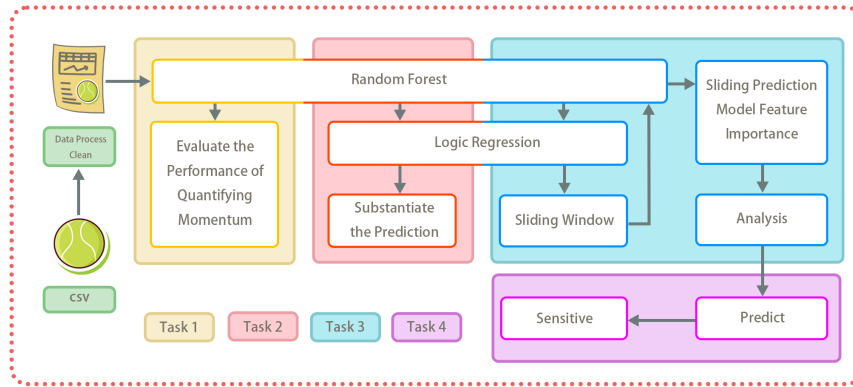 Random Forest
Data Process
Clean
Evaluate the
Performance of
Quantifying
Momentum
Logic Regression
Substantiate
the Prediction
Sliding Window
Sliding Prediction
Model Feature
Importance
Analysis
CSV
Task 1
Task 2
Task 3
Task 4
Sensitive
Predict